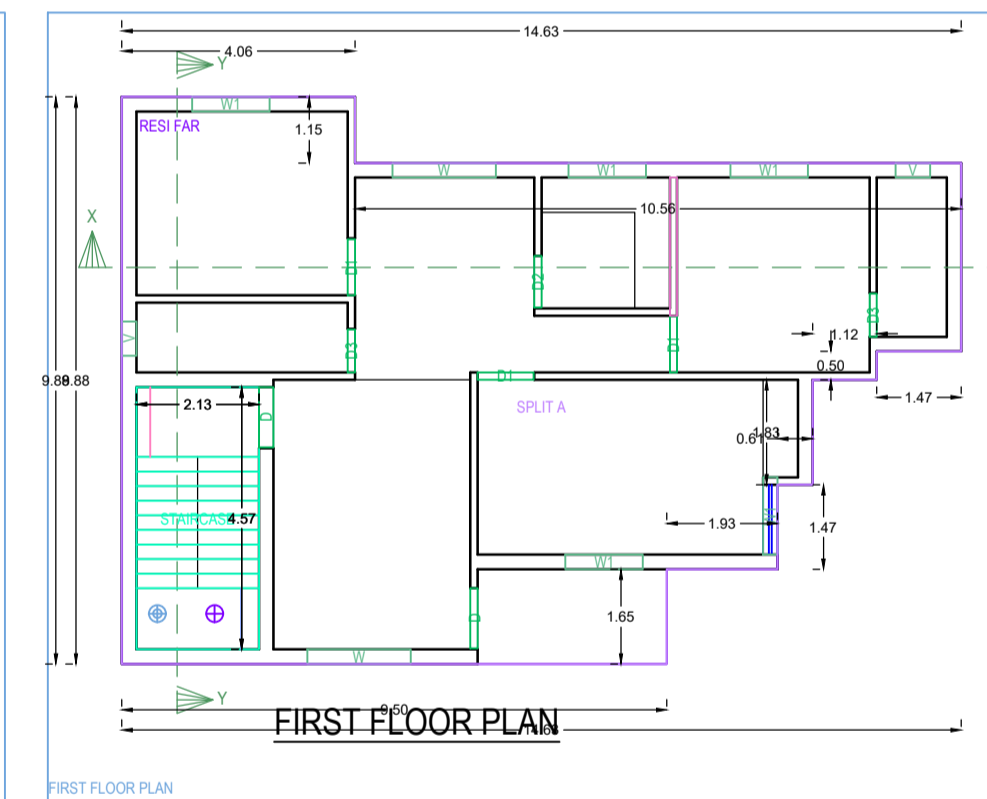 14.63
4.06
Y
W1
RESI FAR
1.15
W
W1
W1
V
10.56
X
D1
D2
D3
V
D3
D1
1.12
0.50
9.88
9.88
D1
2.13
D
1.47
SPLIT A
1.83
0.61
STAIRCASE
4.57
1.93
1.47
W1
1.65
D
W
Y
9.50
FIRST FLOOR PLAN
14.63
FIRST FLOOR PLAN